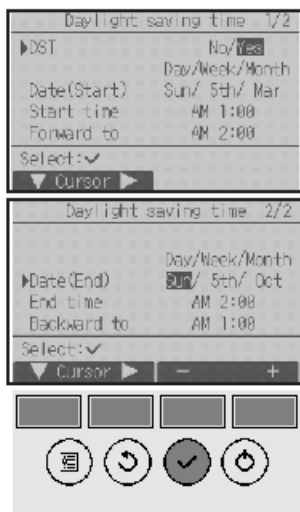 Daylight saving time 1/2
▶DST No/Yes
Day/Week/Month
Date(Start) Sun/ 5th/ Mar
Start time AM 1:00
Forward to AM 2:00
Select:✓
▼ Cursor ▶
Daylight saving time 2/2
Day/Week/Month
▶Date(End) Sun/ 5th/ Oct
End time AM 2:00
Backward to AM 1:00
Select:✓
▼ Cursor ▶ − +